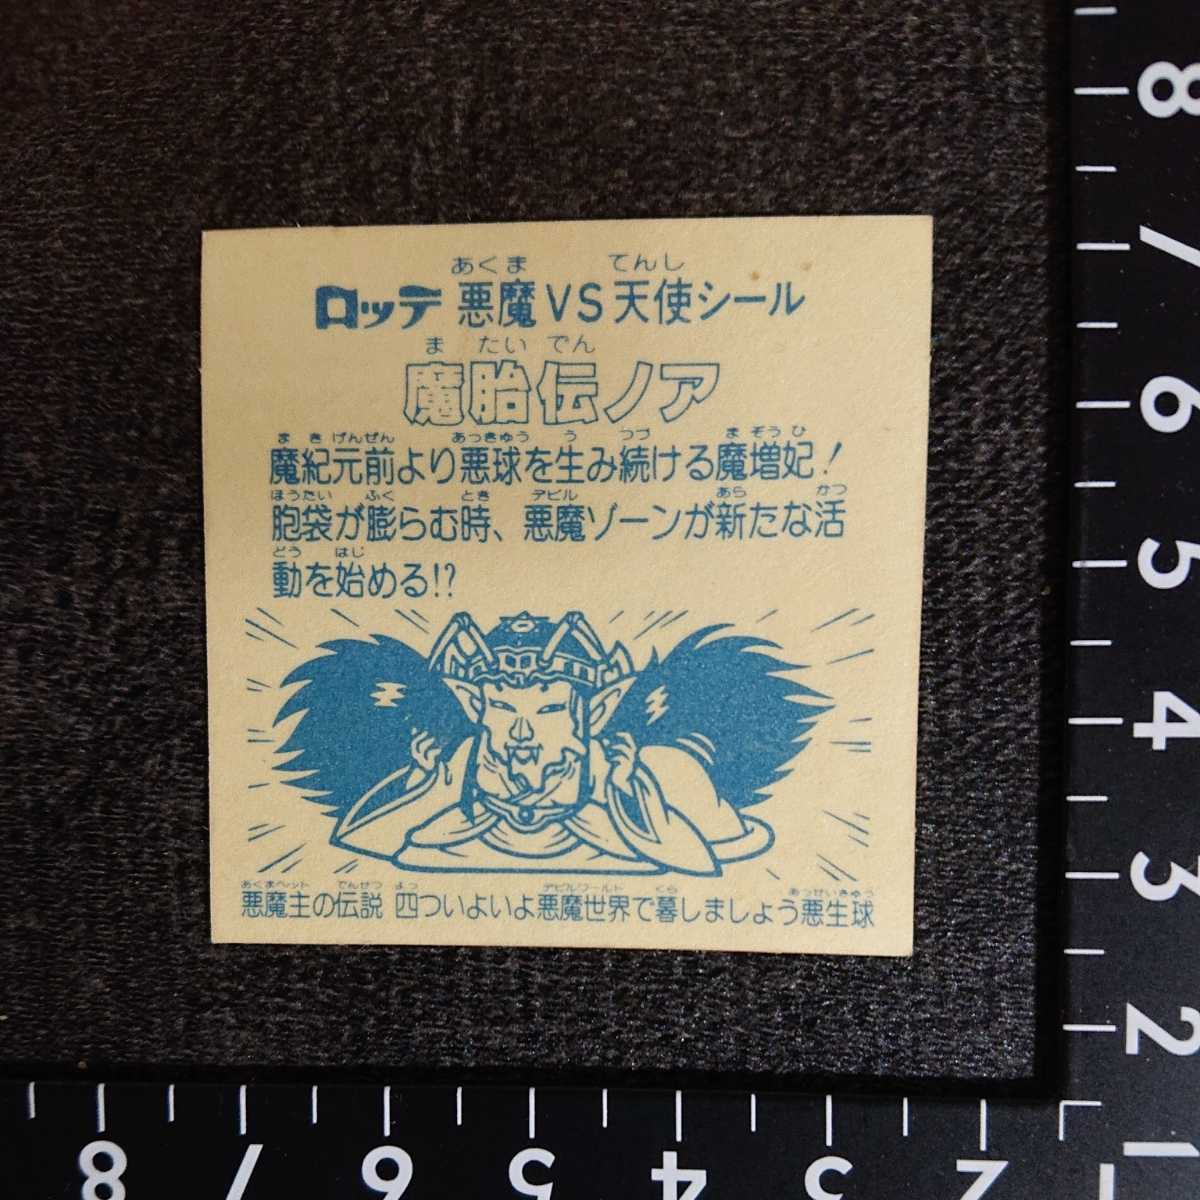 あくま てんし
ロッテ 悪魔VS天使シール
ま たい でん
魔胎伝ノア
ま き げんぜん あっきゅう う つづ ま そう ひ
魔紀元前より悪球を生み続ける魔増妃!
ほうたい ふく とき デビル あら かつ
胞袋が膨らむ時、悪魔ゾーンが新たな活
どう はじ
動を始める!?
あくまヘット でんせつ よっ デビルワールト くら あっせいきゅう
悪魔主の伝説 四ついよいよ悪魔世界で暮しましょう悪生球
8
7
6
5
4
3
2
1
8 7 6 5 4 3 2 1